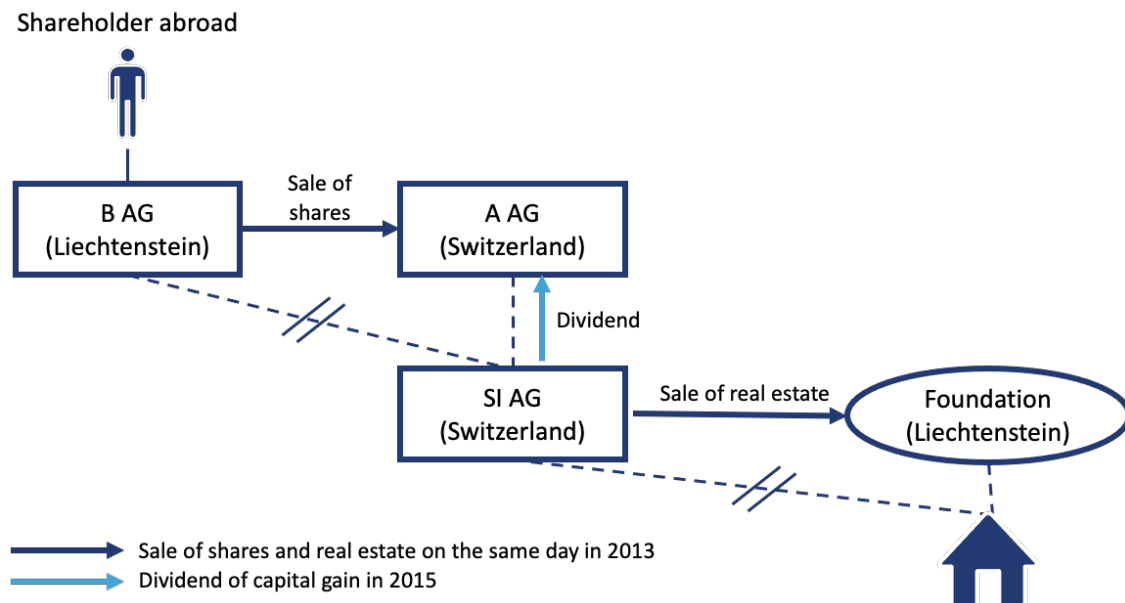 Shareholder abroad
B AG
(Liechtenstein)
Sale of
shares
A AG
(Switzerland)
Dividend
SI AG
(Switzerland)
Sale of real estate
Foundation
(Liechtenstein)
Sale of shares and real estate on the same day in 2013
Dividend of capital gain in 2015